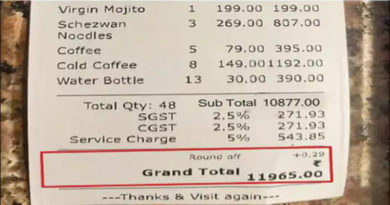 Virgin Mojito 1 199.00 199.00
Schezwan 3 269.00 807.00
Noodles
Coffee 5 79.00 395.00
Cold Coffee 8 149.00 1192.00
Water Bottle 13 30.00 390.00
Total Qty: 48 Sub Total 10877.00
SGST 2.5% 271.93
CGST 2.5% 271.93
Service Charge 5% 543.85
Round off +0.29
₹
Grand Total 11965.00
---Thanks & Visit again---